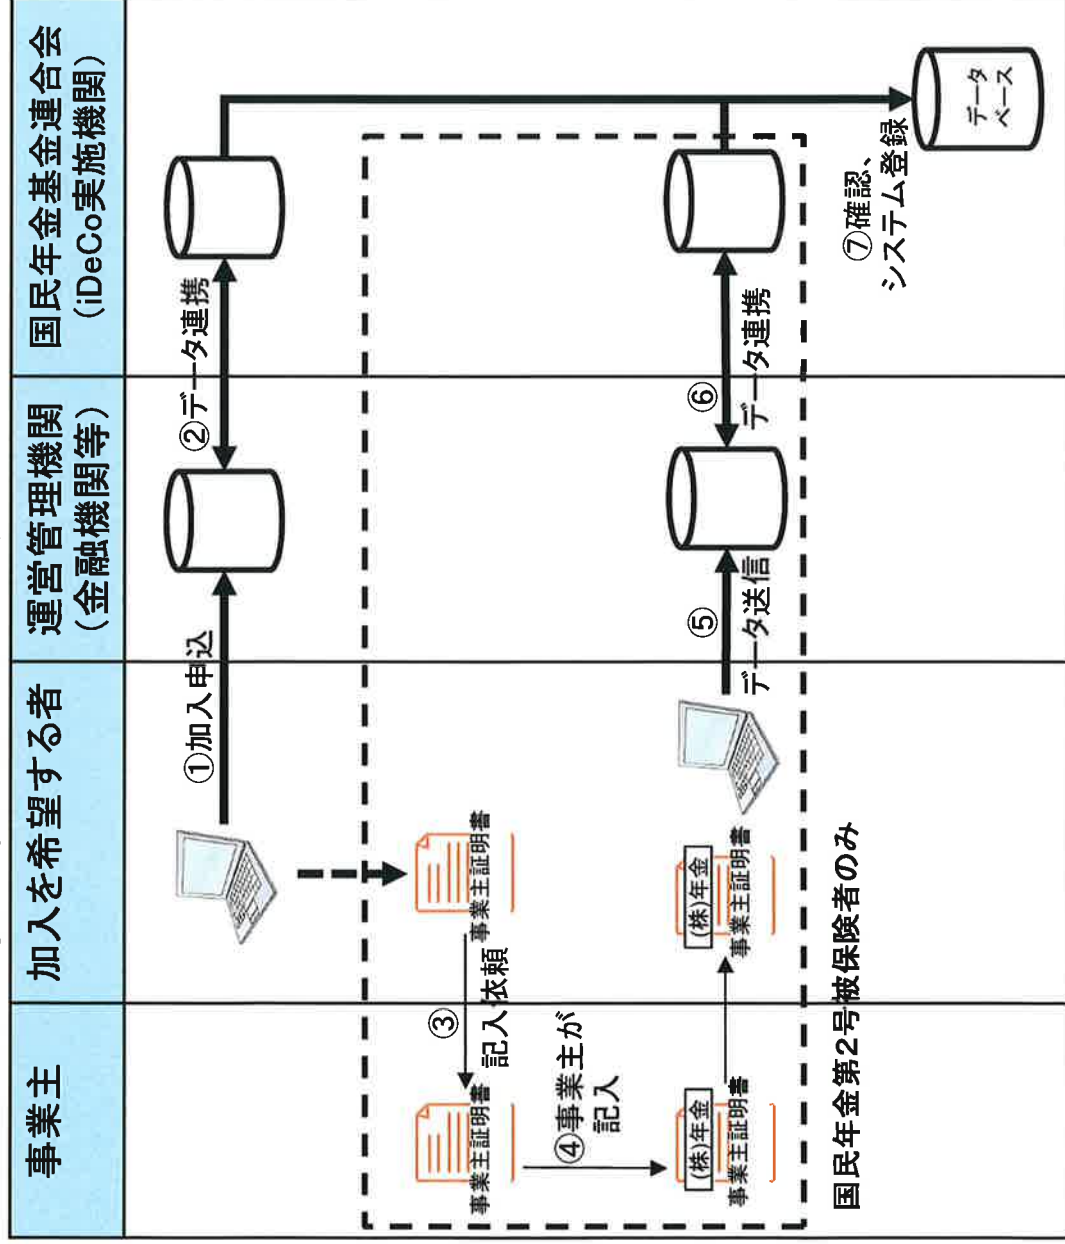 事業主
加入を希望する者
運営管理機関
（金融機関等）
国民年金基金連合会
（iDeCo実施機関）
①加入申込
②データ連携
事業主証明書
③
記入依頼
事業主証明書
④事業主が
記入
(株)年金
事業主証明書
(株)年金
事業主証明書
⑤
データ送信
⑥
データ連携
⑦確認、
システム登録
データ
ベース
国民年金第2号被保険者のみ